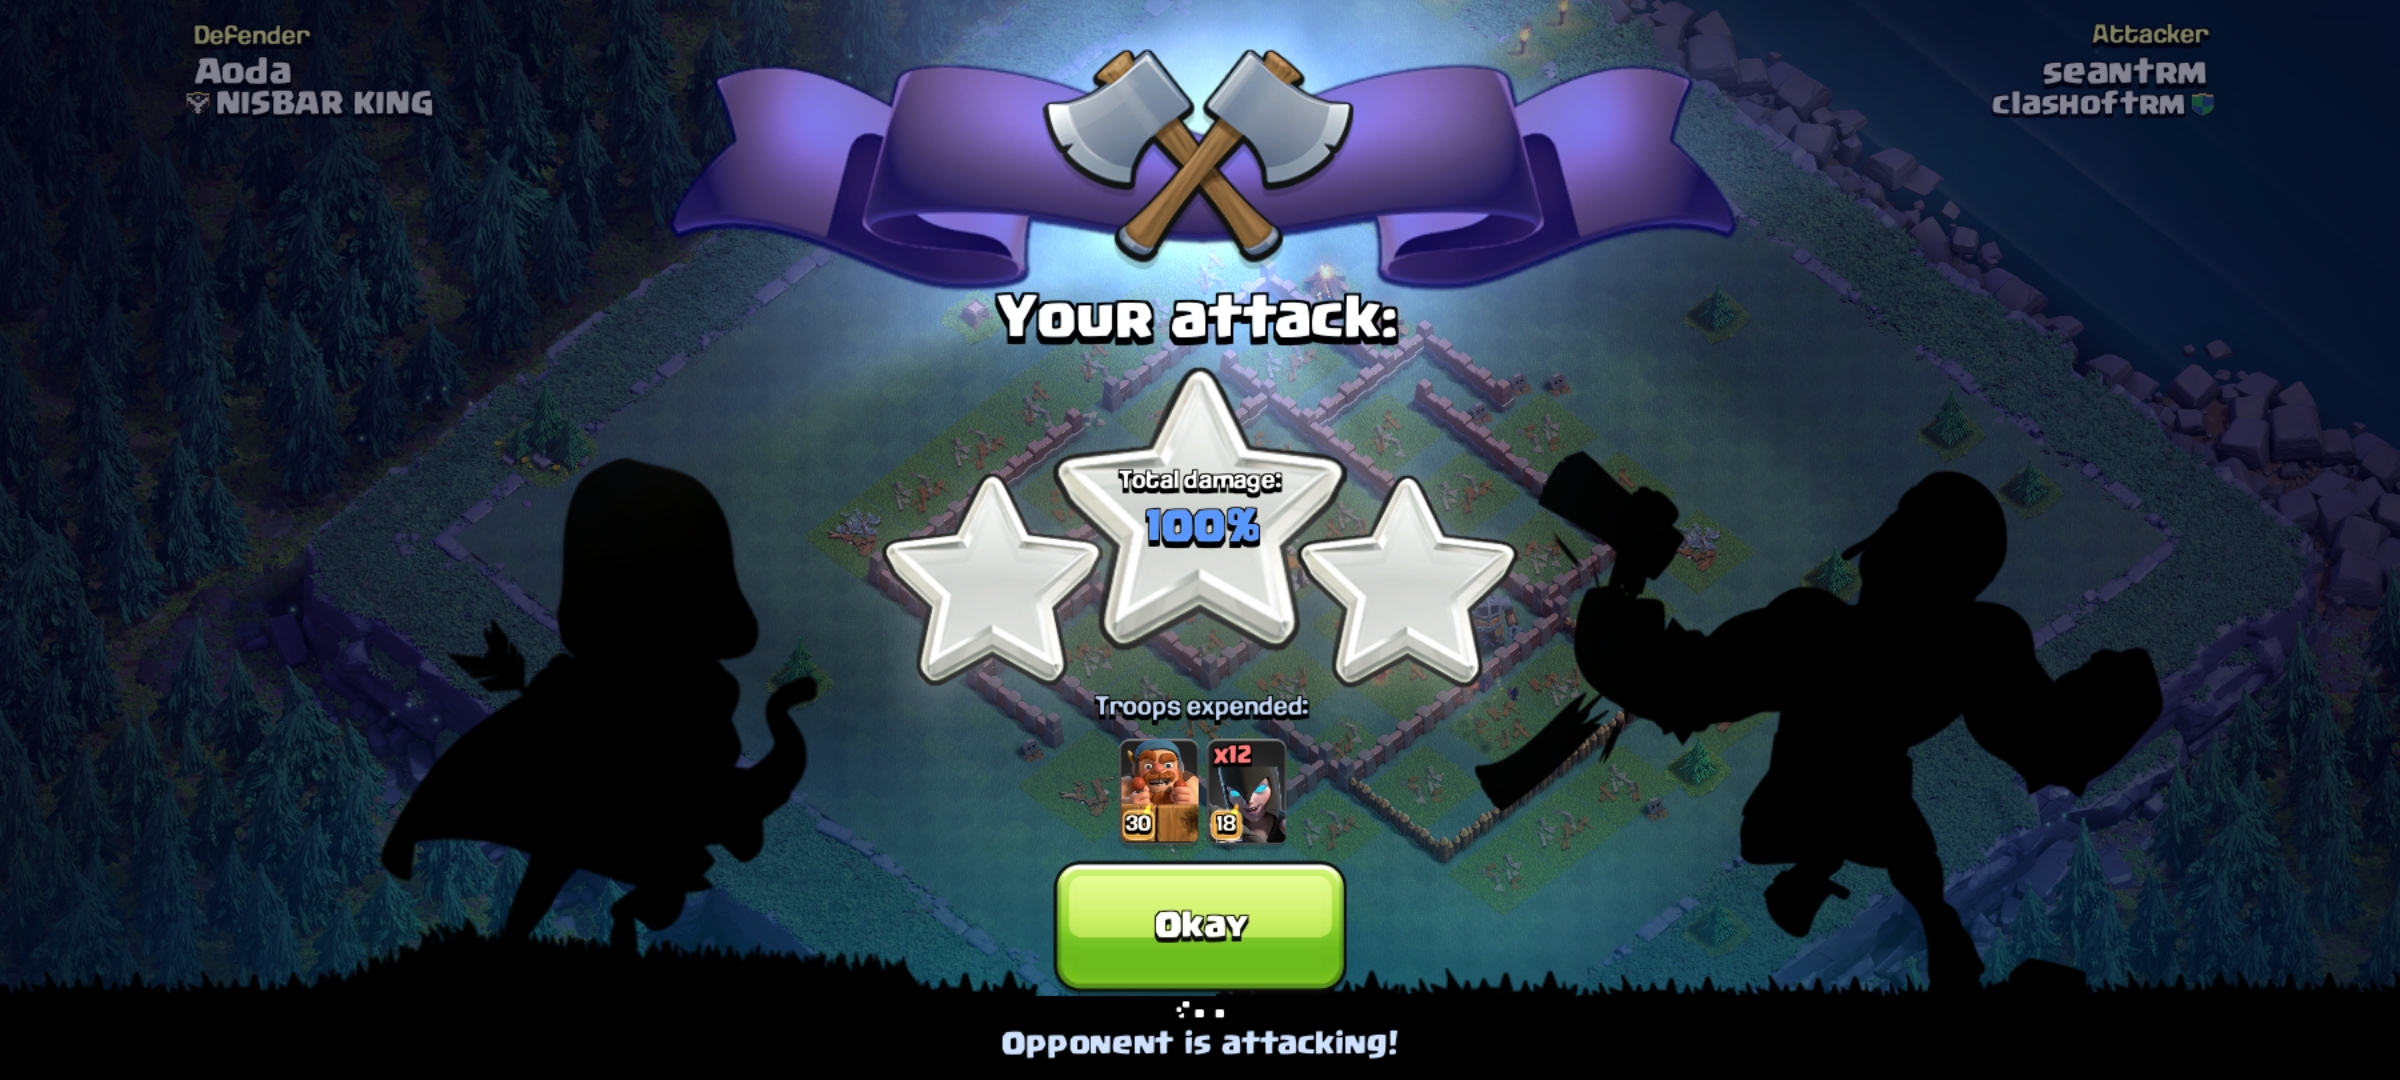 Defender
Aoda
NISBAR KING
Attacker
seantRM
clashoftRM
Your attack:
Total damage:
100%
Troops expended:
x12
30
18
Okay
Opponent is attacking!